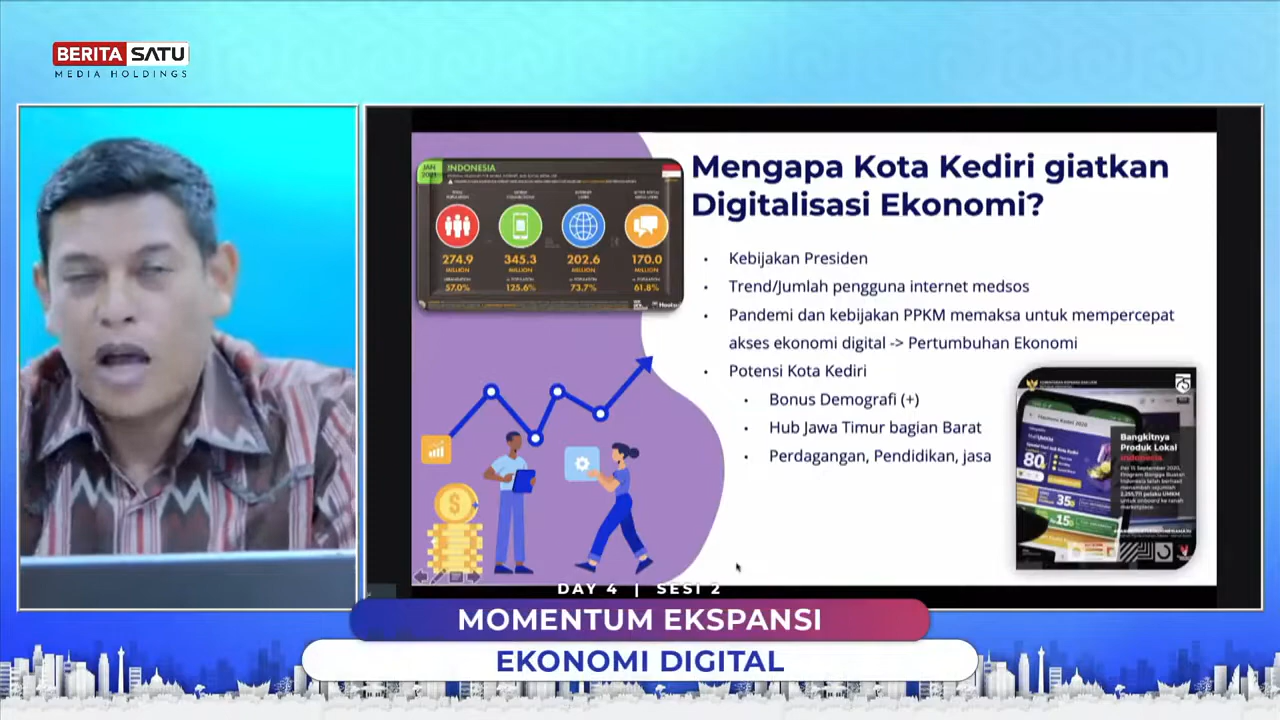 BERITA SATU
MEDIA HOLDINGS
JAN
2021
INDONESIA
274.9
MILLION
57.0%
345.3
MILLION
125.6%
202.6
MILLION
73.7%
170.0
MILLION
61.8%
Mengapa Kota Kediri giatkan
Digitalisasi Ekonomi?
• Kebijakan Presiden
• Trend/Jumlah pengguna internet medsos
• Pandemi dan kebijakan PPKM memaksa untuk mempercepat
akses ekonomi digital -> Pertumbuhan Ekonomi
• Potensi Kota Kediri
• Bonus Demografi (+)
• Hub Jawa Timur bagian Barat
• Perdagangan, Pendidikan, jasa
80
35
15
Bangkitnya
Produk Lokal
Indonesia
DAY 4 | SESI 2
MOMENTUM EKSPANSI
EKONOMI DIGITAL